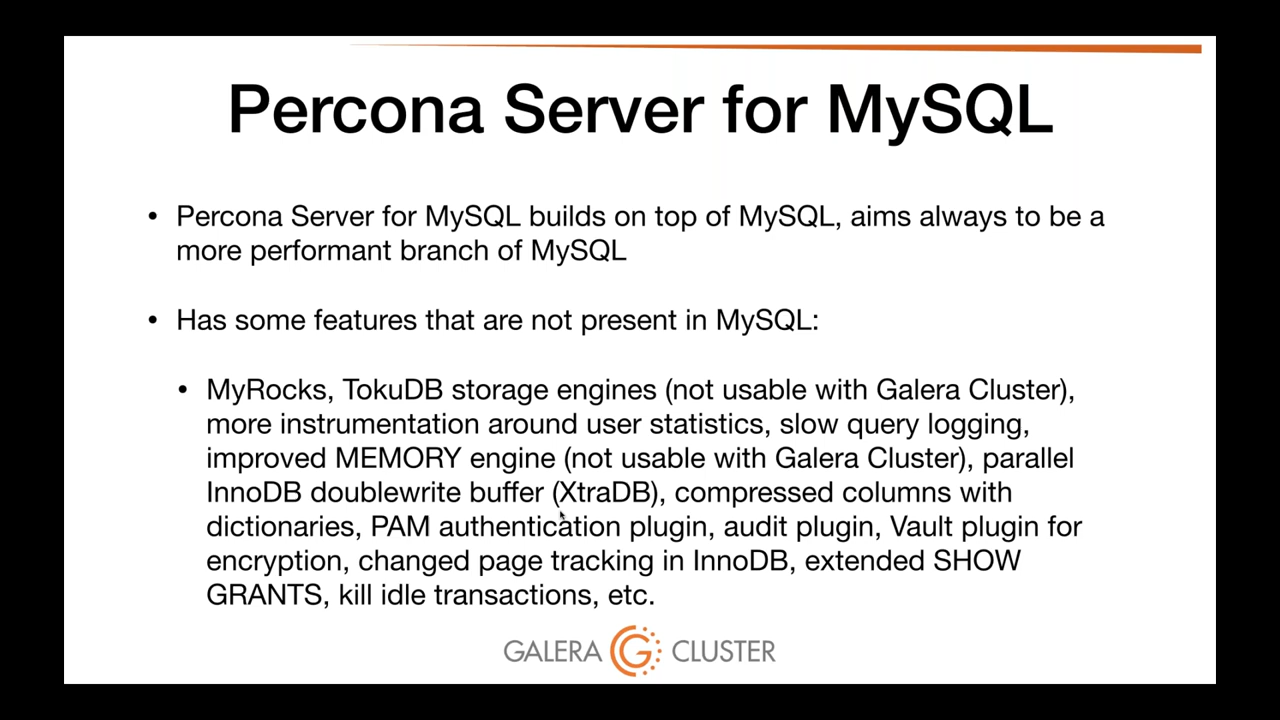 Percona Server for MySQL
• Percona Server for MySQL builds on top of MySQL, aims always to be a
more performant branch of MySQL
• Has some features that are not present in MySQL:
• MyRocks, TokuDB storage engines (not usable with Galera Cluster),
more instrumentation around user statistics, slow query logging,
improved MEMORY engine (not usable with Galera Cluster), parallel
InnoDB doublewrite buffer (XtraDB), compressed columns with
dictionaries, PAM authentication plugin, audit plugin, Vault plugin for
encryption, changed page tracking in InnoDB, extended SHOW
GRANTS, kill idle transactions, etc.
GALERA CLUSTER